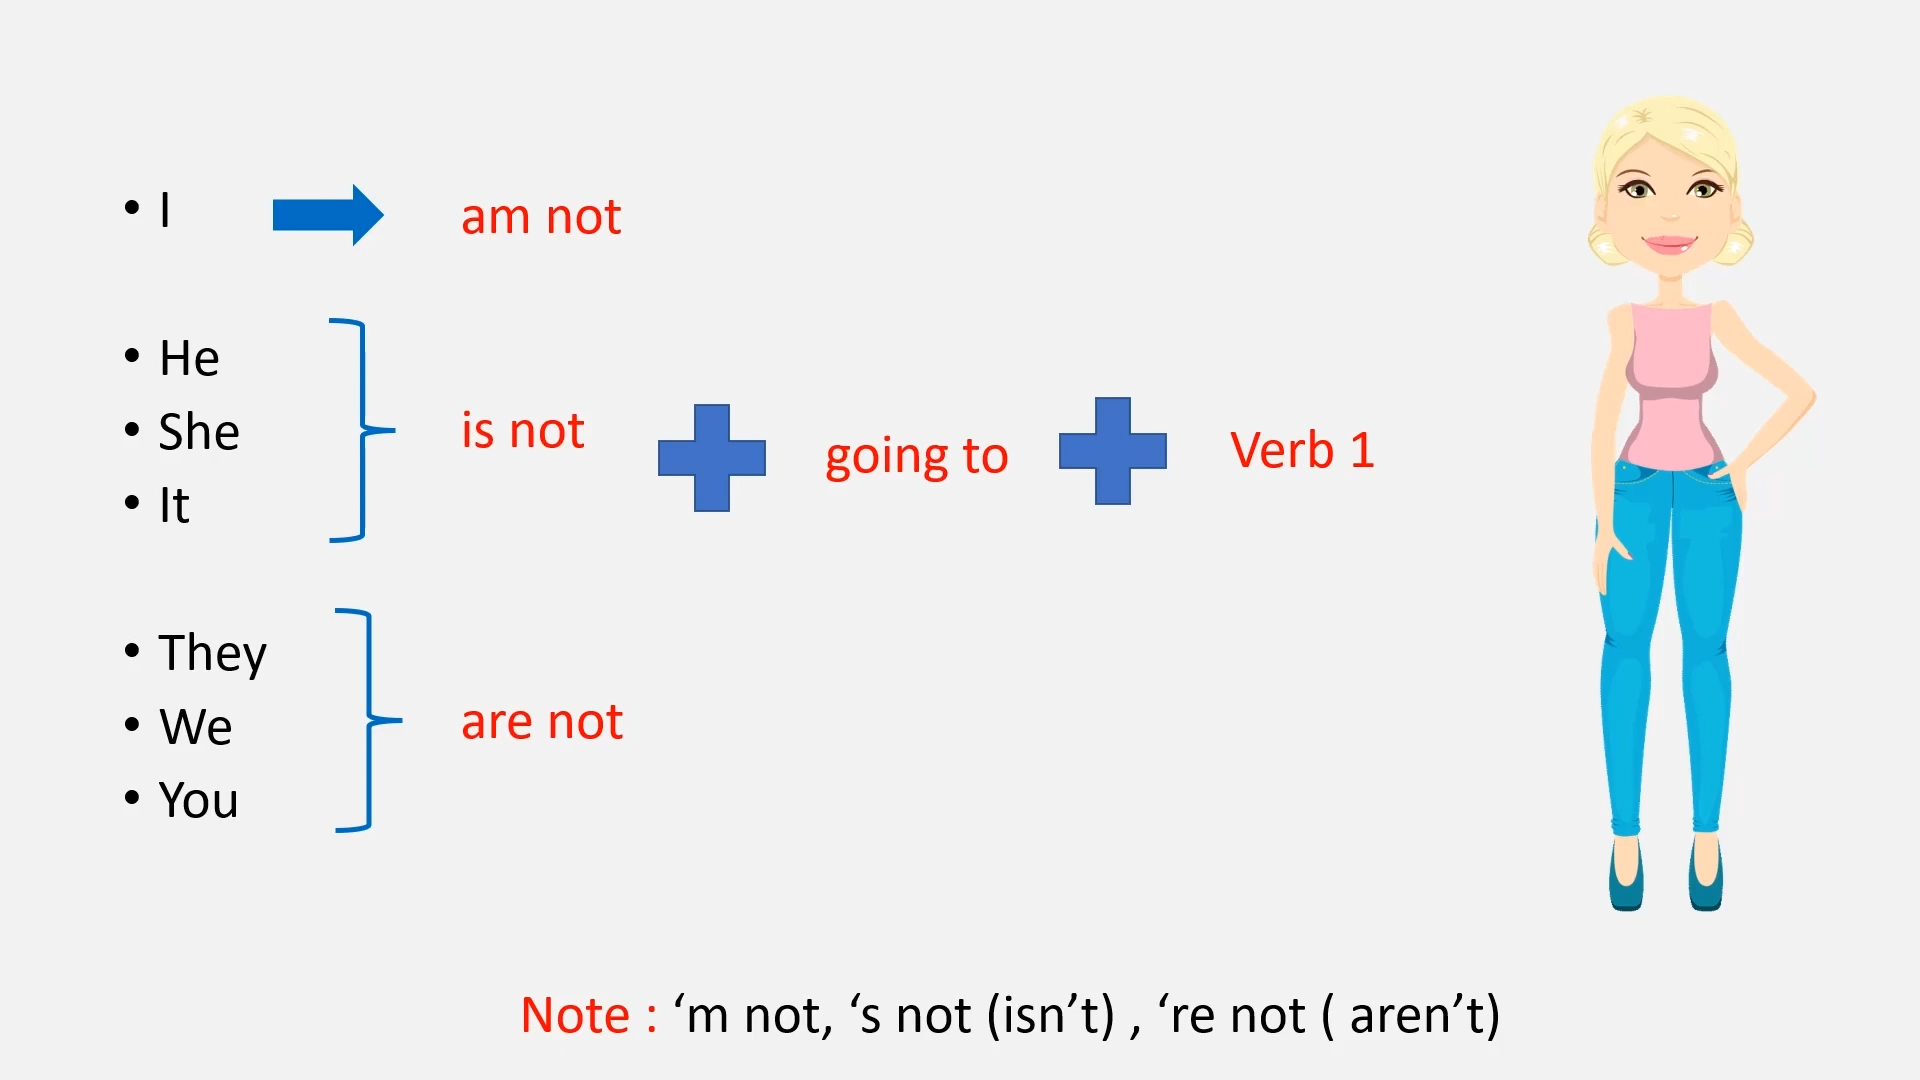 • I am not
• He
• She is not going to Verb 1
• It
• They
• We are not
• You
Note : ‘m not, ‘s not (isn’t) , ‘re not ( aren’t)